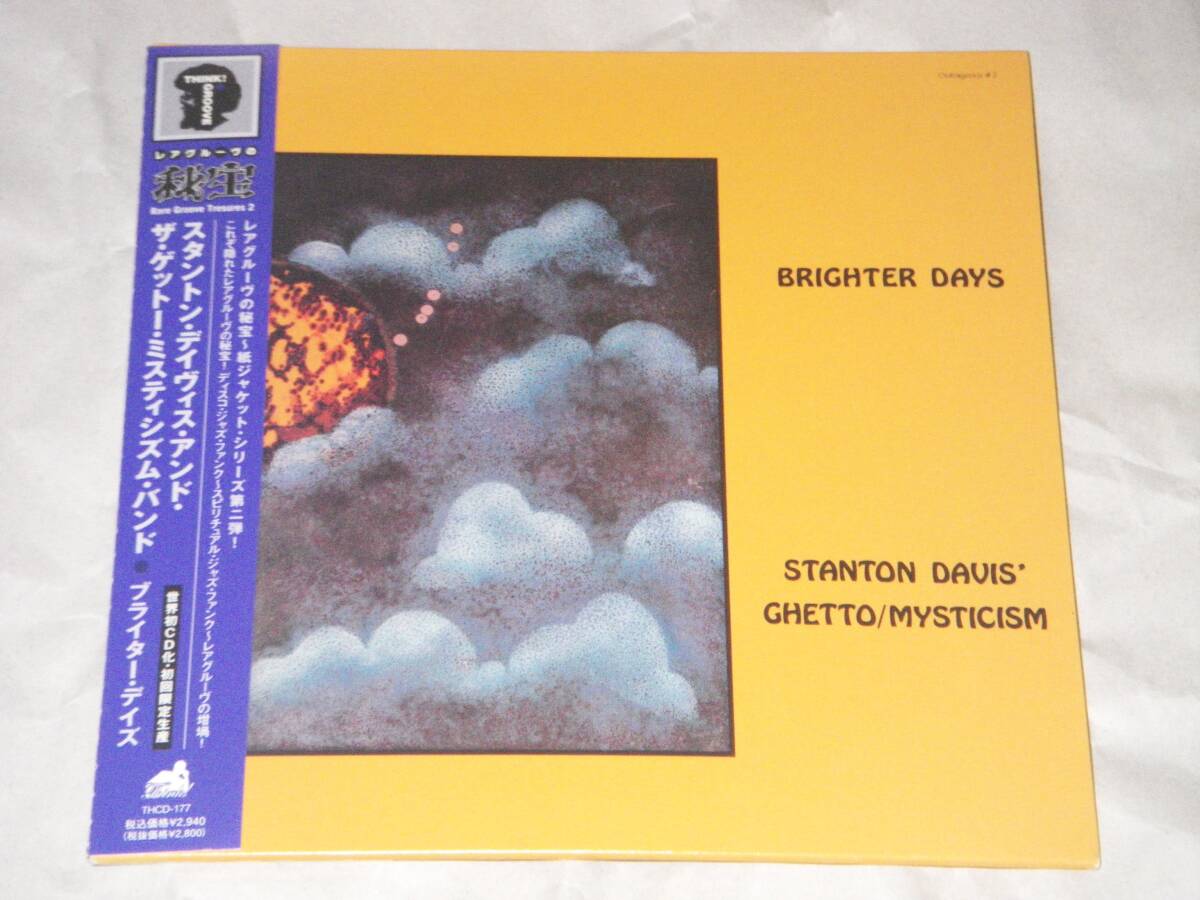 THINK!
GROOVE
レアグルーヴの
秘宝
Rare Groove Tresures 2
レアグルーヴの秘宝～紙ジャケット・シリーズ第二弾！
これぞ隠れたレアグルーヴの秘宝！ディスコ・ジャズ・ファンク～スピリチュアル・ジャズ・ファンク～レアグルーヴの坩堝！
スタントン・デイヴィス・アンド・
ザ・ゲットー・ミスティシズム・バンド●ブライター・デイズ
世界初CD化・初回限定生産
THCD-177
税込価格¥2,940
(税抜価格¥2,800)
BRIGHTER DAYS
STANTON DAVIS'
GHETTO/MYSTICISM